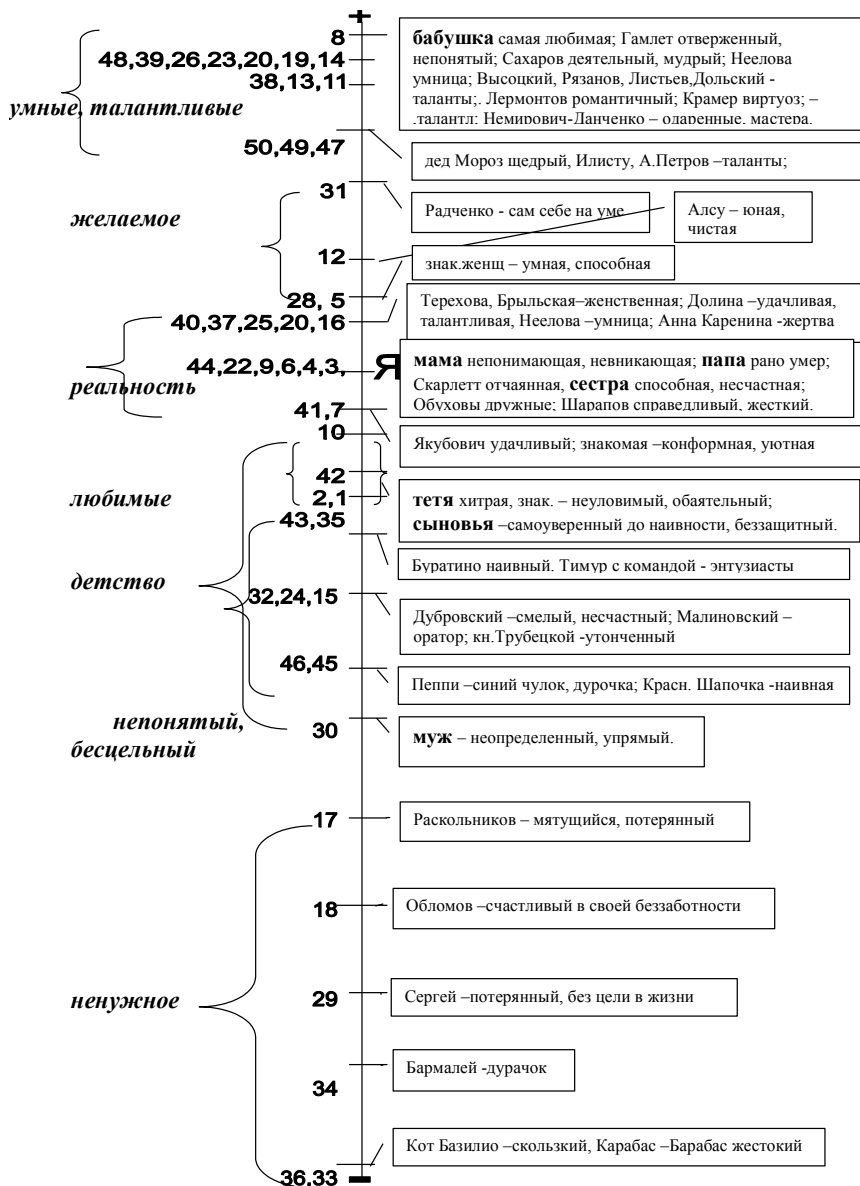 +
8
48,39,26,23,20,19,14
38,13,11
умные, талантливые
бабушка самая любимая; Гамлет отверженный,
непонятый; Сахаров деятельный, мудрый; Неелова
умница; Высоцкий, Рязанов, Листьев,Дольский -
таланты;. Лермонтов романтичный; Крамер виртуоз; –
.талантл; Немирович-Данченко – одаренные, мастера.
50,49,47
дед Мороз щедрый, Илисту, А.Петров –таланты;
31
желаемое
Радченко - сам себе на уме
Алсу – юная,
чистая
12
знак.женщ – умная, способная
28, 5
40,37,25,20,16
Терехова, Брыльская–женственная; Долина –удачливая,
талантливая, Неелова –умница; Анна Каренина -жертва
44,22,9,6,4,3,
Я
реальность
мама непонимающая, невникающая; папа рано умер;
Скарлетт отчаянная, сестра способная, несчастная;
Обуховы дружные; Шарапов справедливый, жесткий.
41,7
10
Якубович удачливый; знакомая –конформная, уютная
42
любимые
2,1
тетя хитрая, знак. – неуловимый, обаятельный;
сыновья –самоуверенный до наивности, беззащитный.
43,35
Буратино наивный. Тимур с командой - энтузиасты
детство
32,24,15
Дубровский –смелый, несчастный; Малиновский –
оратор; кн.Трубецкой -утонченный
46,45
Пеппи –синий чулок, дурочка; Красн. Шапочка -наивная
непонятый,
бесцельный
30
муж – неопределенный, упрямый.
17
Раскольников – мятущийся, потерянный
18
Обломов –счастливый в своей беззаботности
ненужное
29
Сергей –потерянный, без цели в жизни
34
Бармалей -дурачок
36,33
Кот Базилио –скользкий, Карабас –Барабас жестокий
–